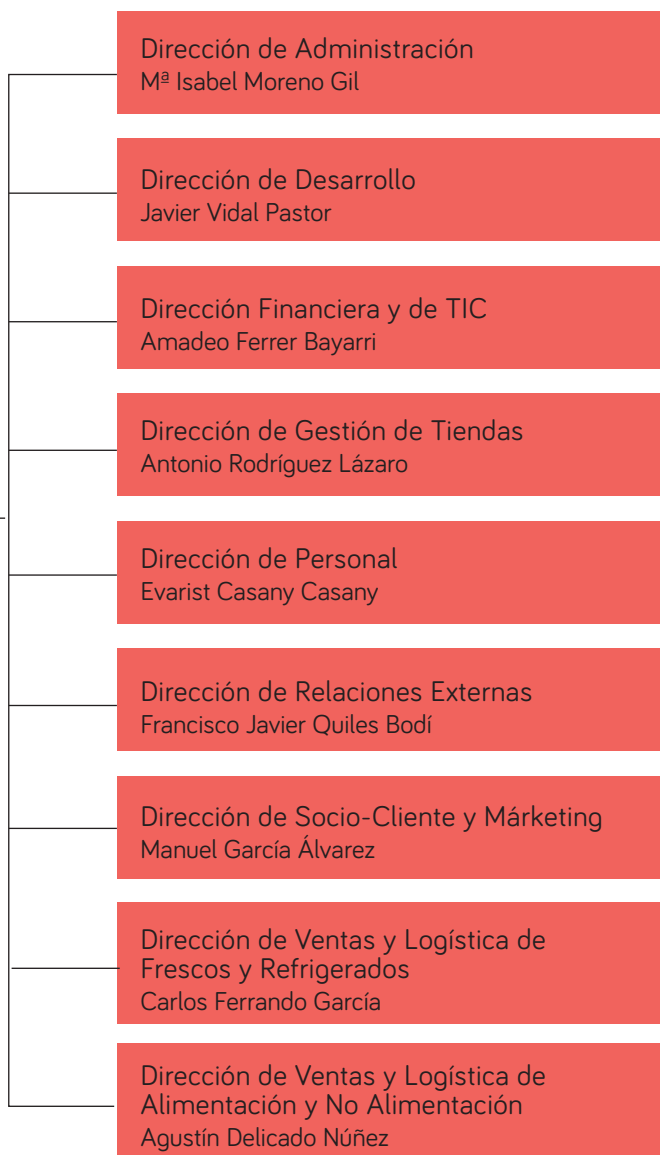 Dirección de Administración
Mª Isabel Moreno Gil
Dirección de Desarrollo
Javier Vidal Pastor
Dirección Financiera y de TIC
Amadeo Ferrer Bayarri
Dirección de Gestión de Tiendas
Antonio Rodríguez Lázaro
Dirección de Personal
Evarist Casany Casany
Dirección de Relaciones Externas
Francisco Javier Quiles Bodí
Dirección de Socio-Cliente y Márketing
Manuel García Álvarez
Dirección de Ventas y Logística de
Frescos y Refrigerados
Carlos Ferrando García
Dirección de Ventas y Logística de
Alimentación y No Alimentación
Agustín Delicado Núñez